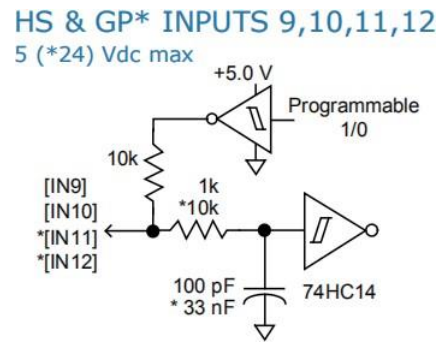 HS & GP* INPUTS 9,10,11,12
5 (*24) Vdc max
+5.0 V
Programmable
1/0
10k
1k
*10k
[IN9]
[IN10]
*[IN11]
*[IN12]
100 pF
* 33 nF
74HC14